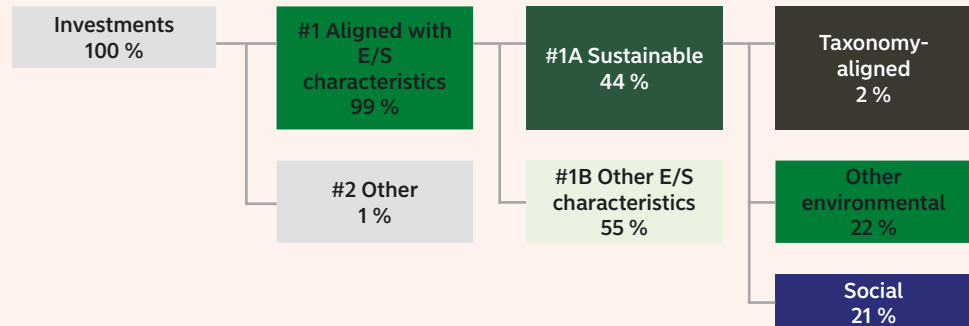 Investments
100 %
#1 Aligned with
E/S
characteristics
99 %
#2 Other
1 %
#1A Sustainable
44 %
#1B Other E/S
characteristics
55 %
Taxonomy-
aligned
2 %
Other
environmental
22 %
Social
21 %